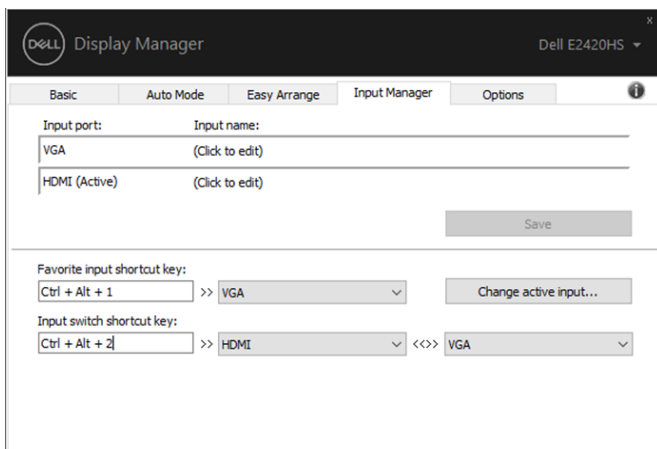 x
DELL Display Manager Dell E2420HS
Basic Auto Mode Easy Arrange Input Manager Options i
Input port: Input name:
VGA (Click to edit)
HDMI (Active) (Click to edit)
Save
Favorite input shortcut key:
Ctrl + Alt + 1 >> VGA Change active input...
Input switch shortcut key:
Ctrl + Alt + 2 >> HDMI <<>> VGA